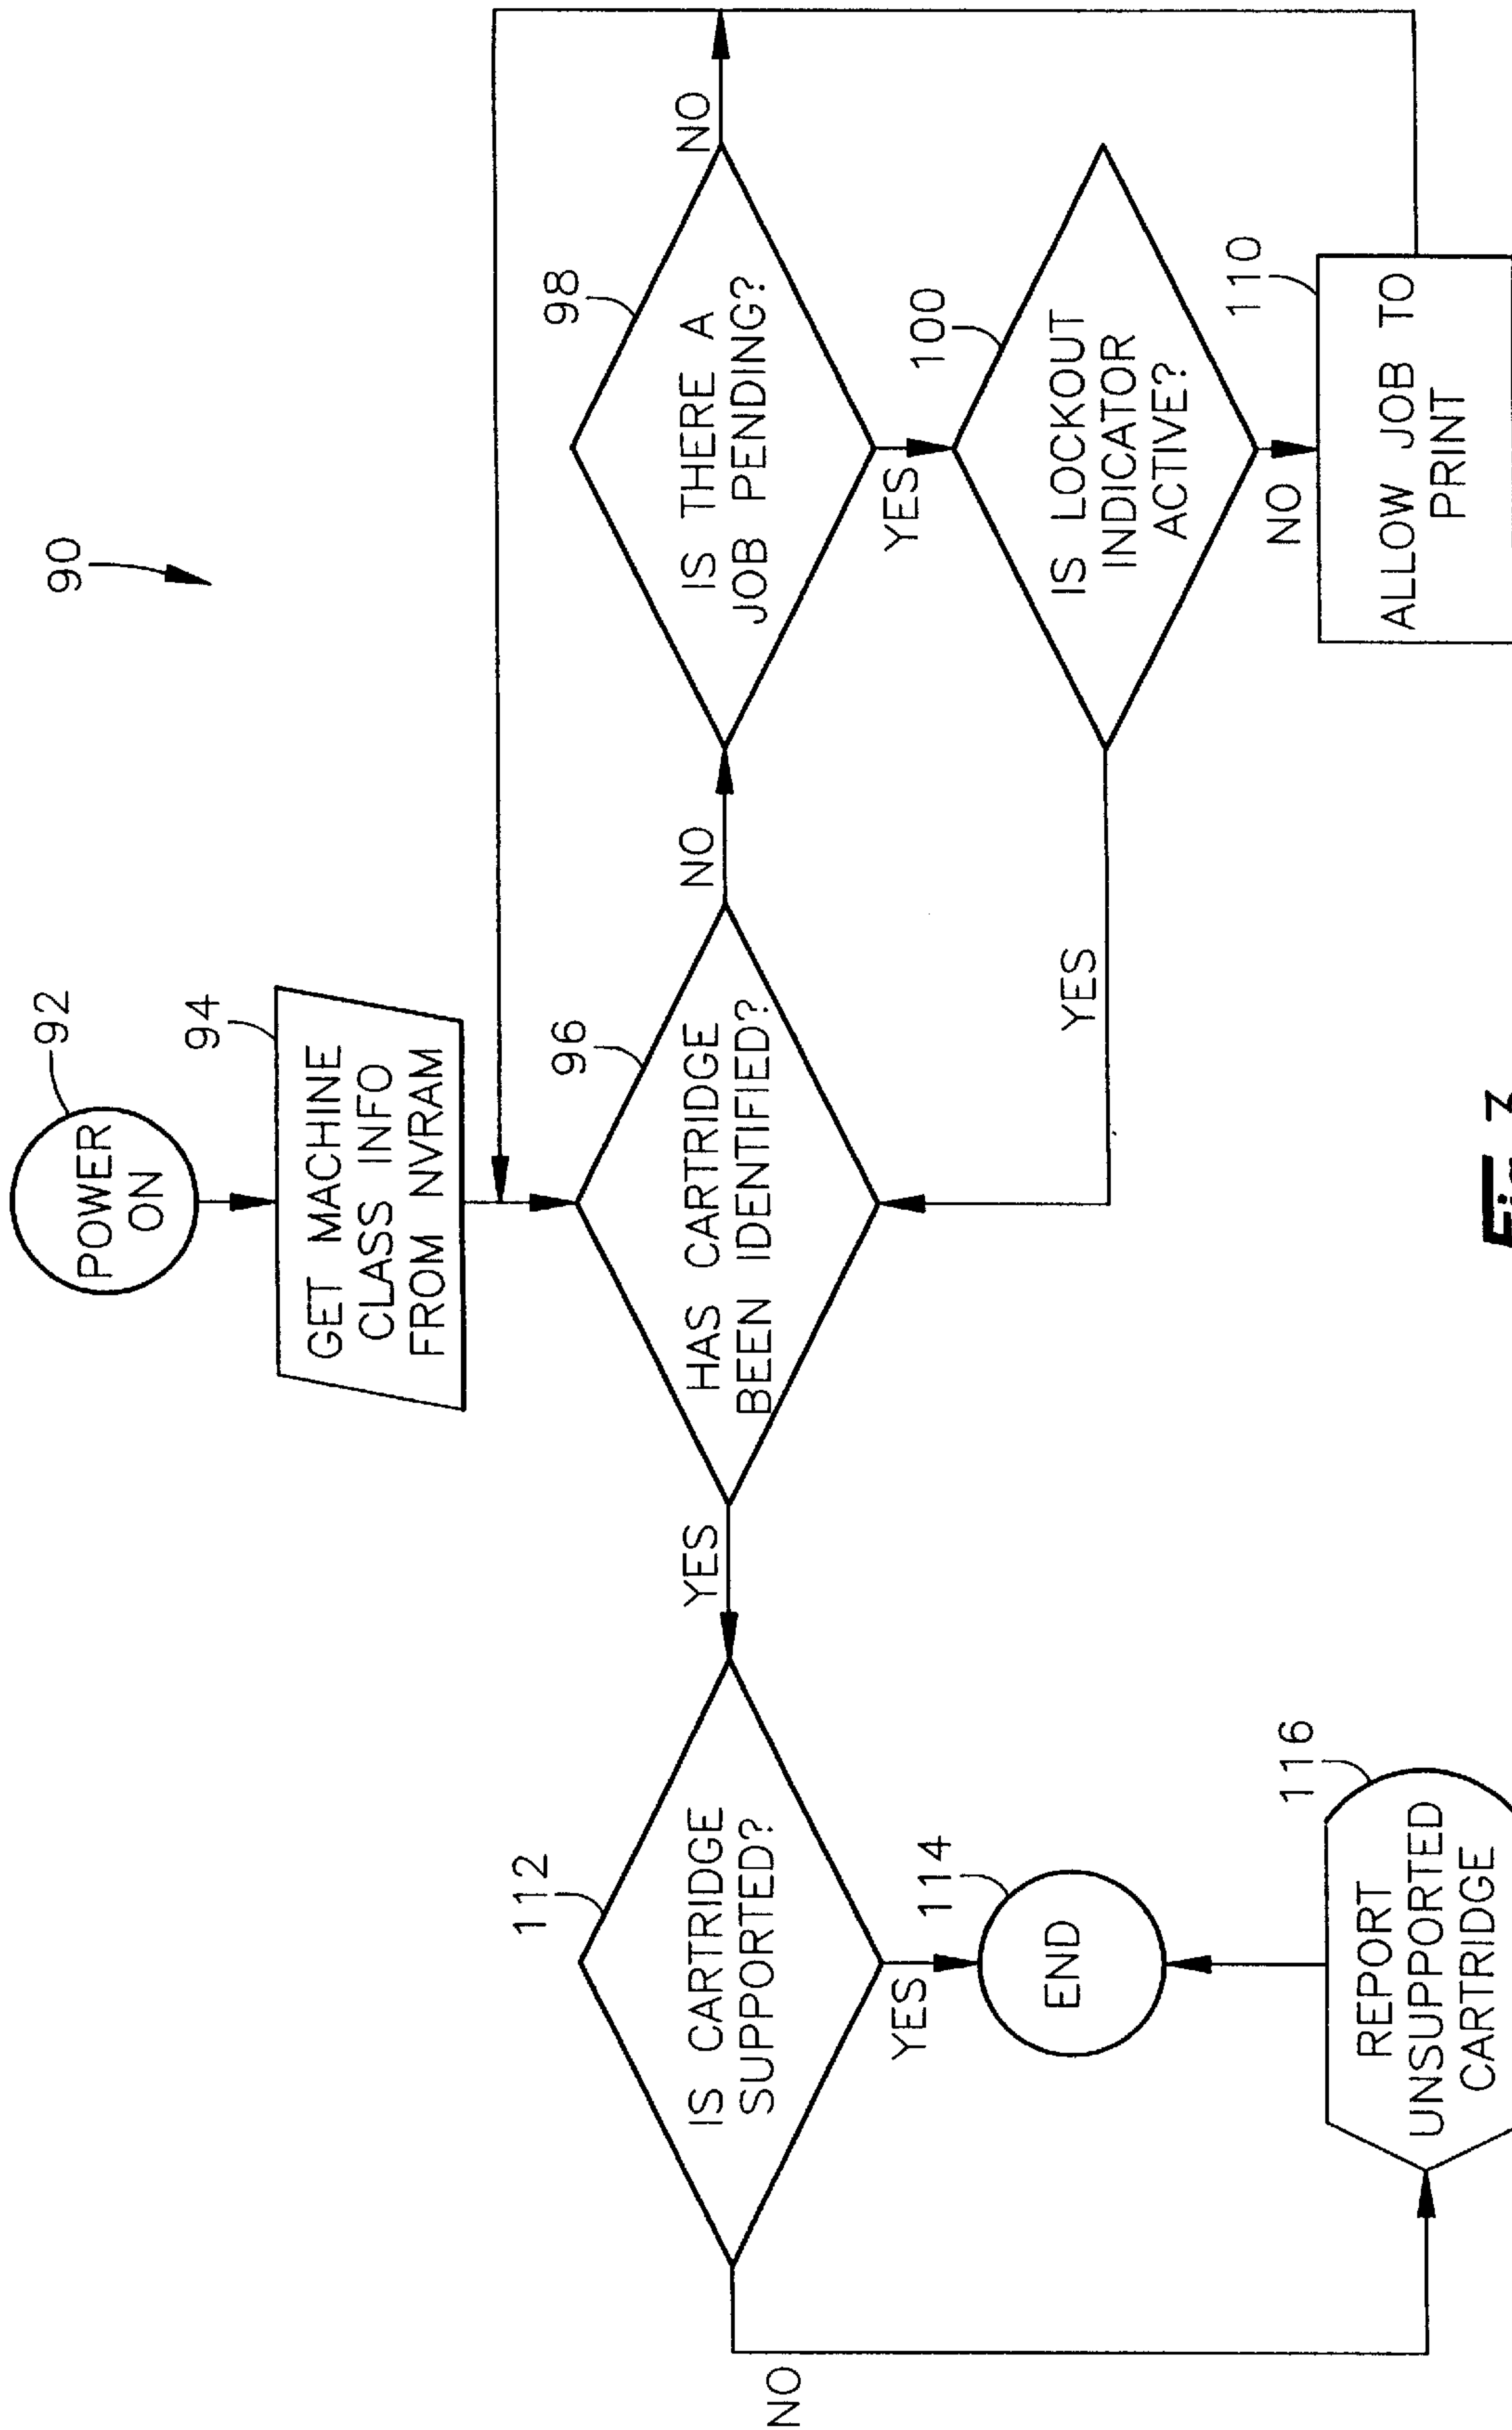 90
92
POWER
ON
94
GET MACHINE
CLASS INFO
FROM NVRAM
96
HAS CARTRIDGE
BEEN IDENTIFIED?
NO
YES
98
IS THERE A
JOB PENDING?
NO
YES
100
IS LOCKOUT
INDICATOR
ACTIVE?
YES
NO
110
ALLOW JOB TO
PRINT
112
IS CARTRIDGE
SUPPORTED?
YES
NO
114
END
116
REPORT
UNSUPPORTED
CARTRIDGE
Fig. 3